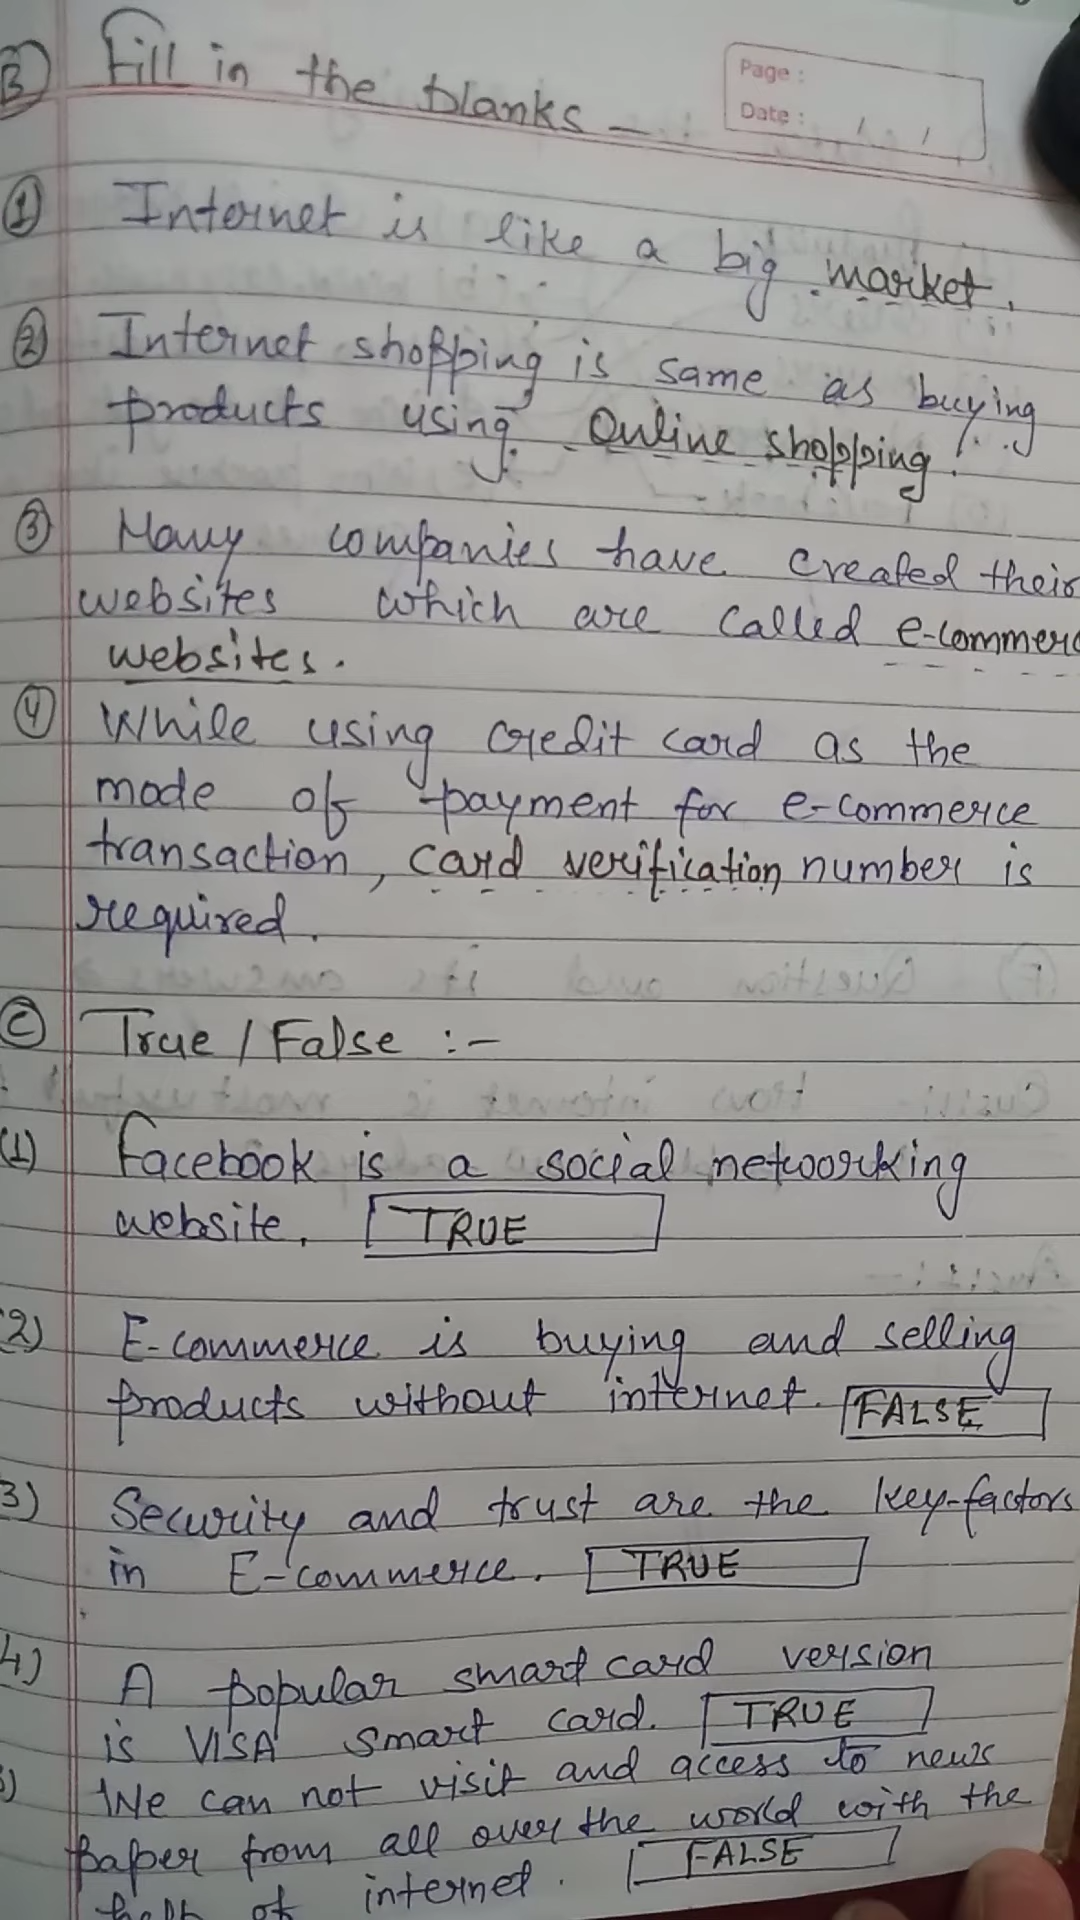 B) Fill in the blanks –
Page :
Date : / /
① Internet is like a big market.
② Internet shopping is same as buying
products using Online shopping.
③ Many companies have created their
websites which are called e-commerc
websites.
④ While using credit card as the
mode of payment for e-commerce
transaction, card verification number is
required.
Ⓒ True / False :-
(1) Facebook is a social networking
website. TRUE
2) E-commerce is buying and selling
products without internet. FALSE
3) Security and trust are the key-factors
in E-commerce. TRUE
4) A popular smart card version
is VISA smart card. TRUE
) We can not visit and access to news
paper from all over the world with the
help of internet. FALSE